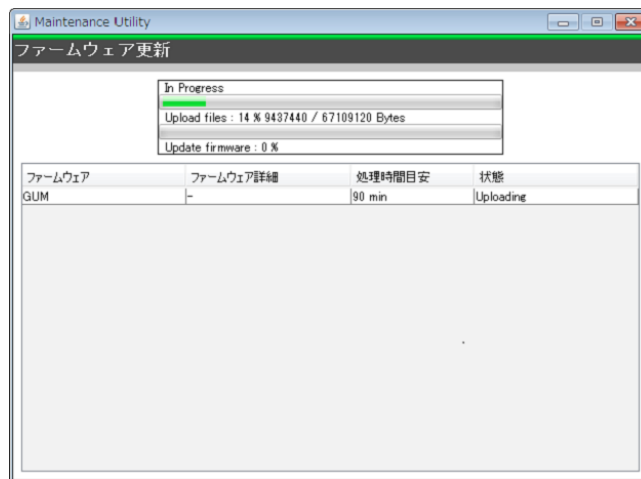 Maintenance Utility
ファームウェア更新
In Progress
Upload files : 14 % 9437440 / 67109120 Bytes
Update firmware : 0 %
ファームウェア ファームウェア詳細 処理時間目安 状態
GUM - 90 min Uploading